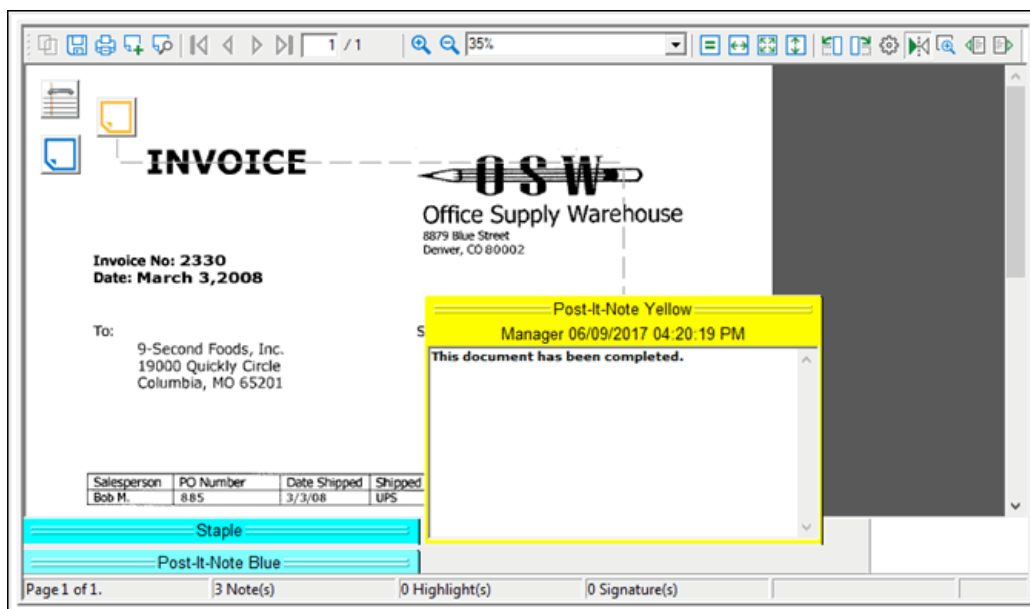 1 / 1
35%
INVOICE
OSW
Office Supply Warehouse
8879 Blue Street
Denver, CO 80002
Invoice No: 2330
Date: March 3,2008
To:
S
9-Second Foods, Inc.
19000 Quickly Circle
Columbia, MO 65201
Post-It-Note Yellow
Manager 06/09/2017 04:20:19 PM
This document has been completed.
Salesperson PO Number Date Shipped Shipped
Bob M. 885 3/3/08 UPS
Staple
Post-It-Note Blue
Page 1 of 1. 3 Note(s) 0 Highlight(s) 0 Signature(s)